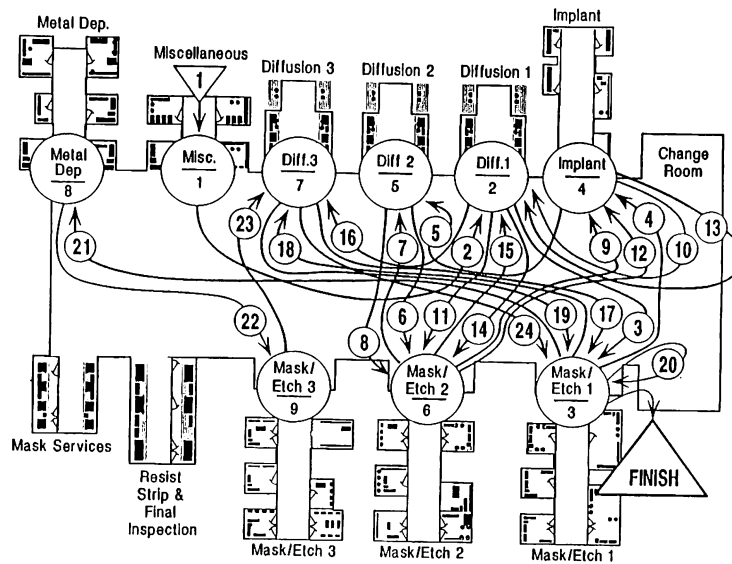 Metal Dep.
Miscellaneous
1
Diffusion 3
Diffusion 2
Diffusion 1
Implant
Metal
Dep
8
Misc.
1
Diff.3
7
Diff 2
5
Diff.1
2
Implant
4
Change
Room
23
21
18
16
7
5
2
15
9
12
4
10
13
22
8
6
11
14
24
19
17
3
20
Mask/
Etch 3
9
Mask/
Etch 2
6
Mask/
Etch 1
3
Mask Services
Resist
Strip &
Final
Inspection
FINISH
Mask/Etch 3
Mask/Etch 2
Mask/Etch 1